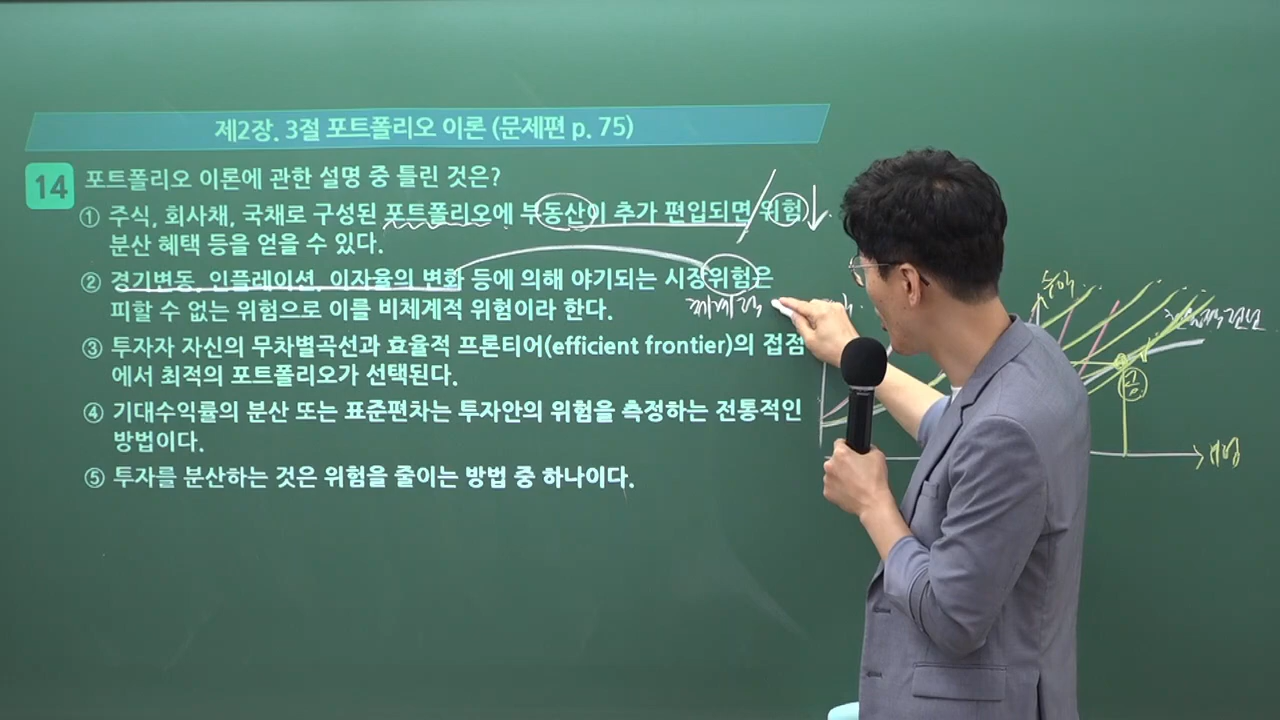 제2장. 3절 포트폴리오 이론 (문제편 p. 75)
14 포트폴리오 이론에 관한 설명 중 틀린 것은?
① 주식, 회사채, 국채로 구성된 포트폴리오에 부동산이 추가 편입되면 위험
분산 혜택 등을 얻을 수 있다.
② 경기변동, 인플레이션, 이자율의 변화 등에 의해 야기되는 시장위험은
피할 수 없는 위험으로 이를 비체계적 위험이라 한다.
체계적
③ 투자자 자신의 무차별곡선과 효율적 프론티어(efficient frontier)의 접점
에서 최적의 포트폴리오가 선택된다.
④ 기대수익률의 분산 또는 표준편차는 투자안의 위험을 측정하는 전통적인
방법이다.
⑤ 투자를 분산하는 것은 위험을 줄이는 방법 중 하나이다.
수익
위험